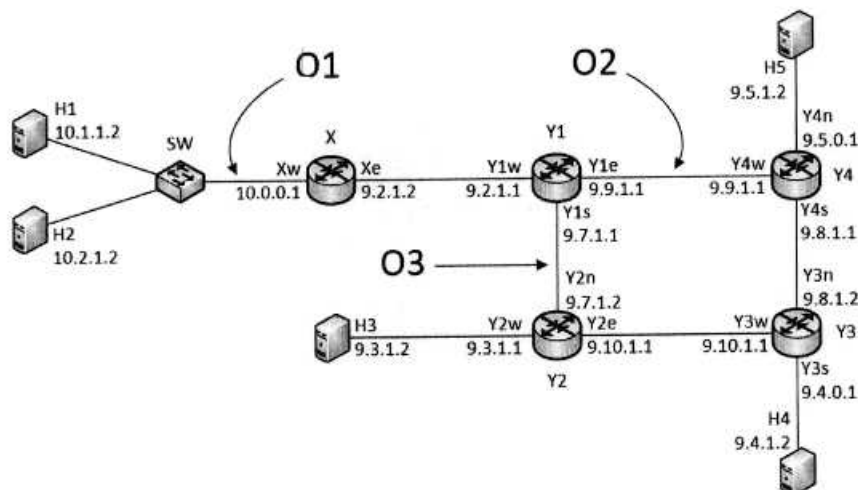 O1
O2
H5
9.5.1.2
H1
10.1.1.2
SW
X
Xw
Xe
10.0.0.1
9.2.1.2
Y1
Y1w
Y1e
9.2.1.1
9.9.1.1
Y1s
9.7.1.1
Y4n
9.5.0.1
Y4w
9.9.1.1
Y4
Y4s
9.8.1.1
H2
10.2.1.2
O3
Y2n
9.7.1.2
Y3n
9.8.1.2
H3
9.3.1.2
Y2w
9.3.1.1
Y2e
9.10.1.1
Y2
Y3w
9.10.1.1
Y3
Y3s
9.4.0.1
H4
9.4.1.2